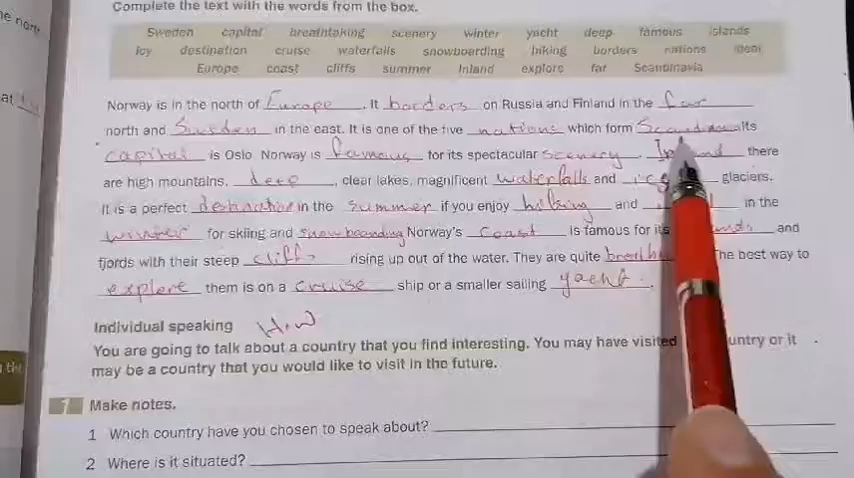 Complete the text with the words from the box.
Sweden capital breathtaking scenery winter yacht deep famous islands
icy destination cruise waterfalls snowboarding hiking borders nations ideal
Europe coast cliffs summer Inland explore far Scandinavia
Norway is in the north of Europe. It borders on Russia and Finland in the far
north and Sweden in the east. It is one of the five nations which form Its
capital is Oslo Norway is famous for its spectacular scenery. there
are high mountains, deep, clear lakes, magnificent waterfalls and glaciers.
It is a perfect destination in the summer if you enjoy and in the
winter for skiing and snowboarding Norway's coast is famous for its and
fjords with their steep cliffs rising up out of the water. They are quite The best way to
explore them is on a cruise ship or a smaller sailing yacht.
Individual speaking How
You are going to talk about a country that you find interesting. You may have visited or it
may be a country that you would like to visit in the future.
1 Make notes.
1 Which country have you chosen to speak about?
2 Where is it situated?